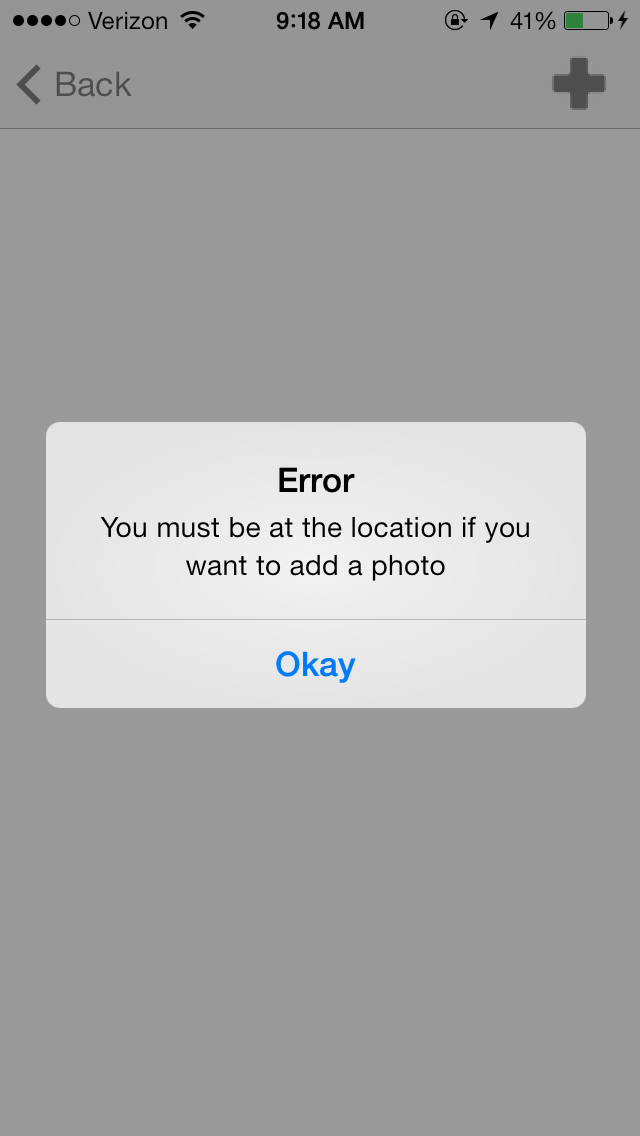 Verizon 9:18 AM 41%
Back
Error
You must be at the location if you
want to add a photo
Okay